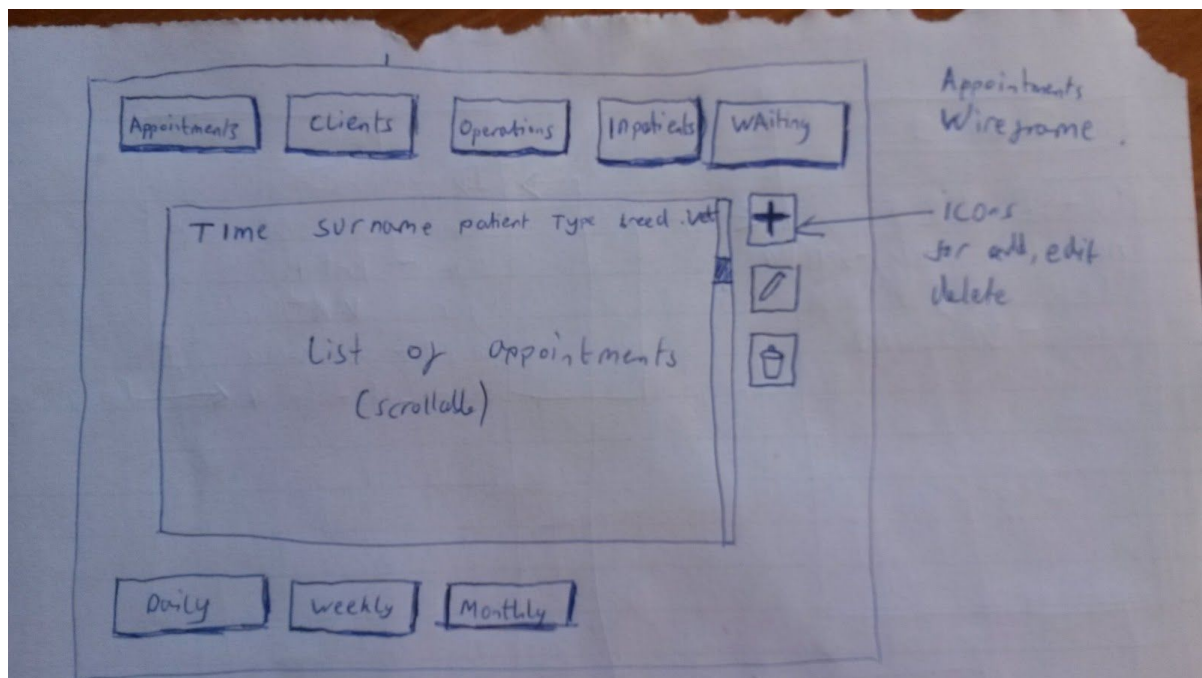 Appointments Clients Operations Inpatients WAiting
Appointments
Wireframe.
Time Surname patient Type breed .Vet
icons
for add, edit
delete
List of appointments
(scrollable)
Daily Weekly Monthly